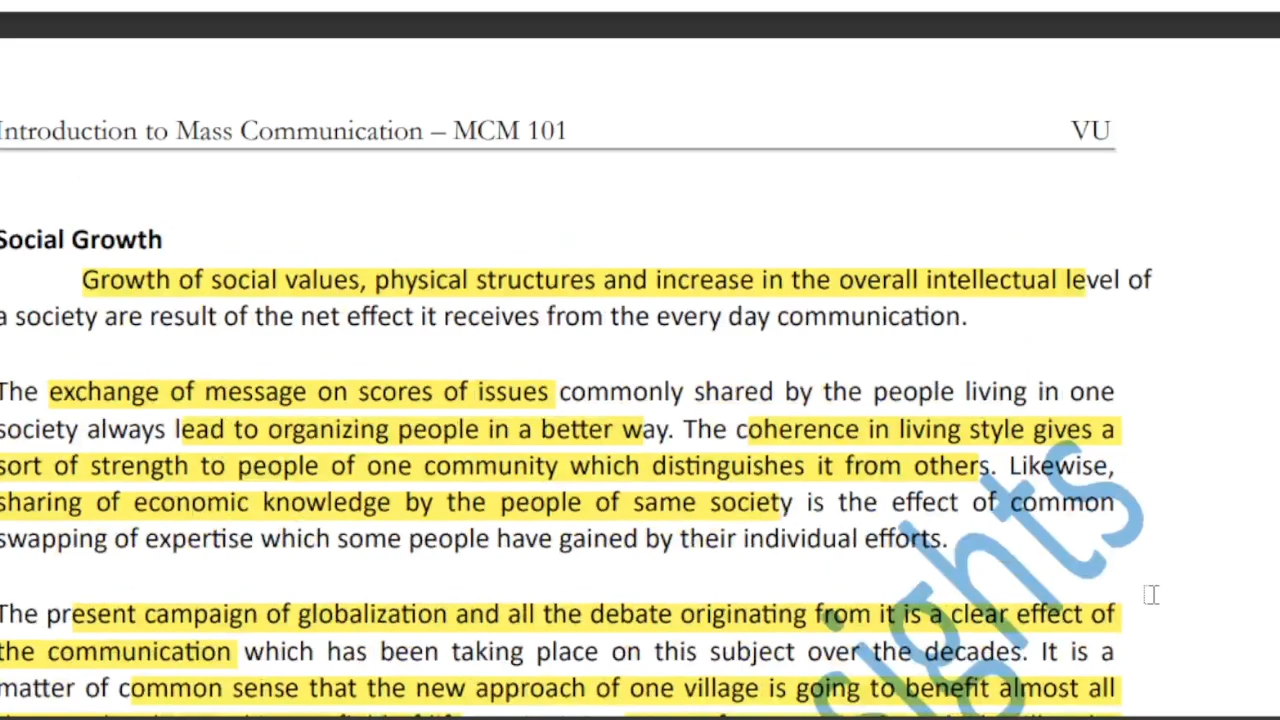 Introduction to Mass Communication – MCM 101 VU
Social Growth
Growth of social values, physical structures and increase in the overall intellectual level of
a society are result of the net effect it receives from the every day communication.
The exchange of message on scores of issues commonly shared by the people living in one
society always lead to organizing people in a better way. The coherence in living style gives a
sort of strength to people of one community which distinguishes it from others. Likewise,
sharing of economic knowledge by the people of same society is the effect of common
swapping of expertise which some people have gained by their individual efforts.
The present campaign of globalization and all the debate originating from it is a clear effect of
the communication which has been taking place on this subject over the decades. It is a
matter of common sense that the new approach of one village is going to benefit almost all
sights